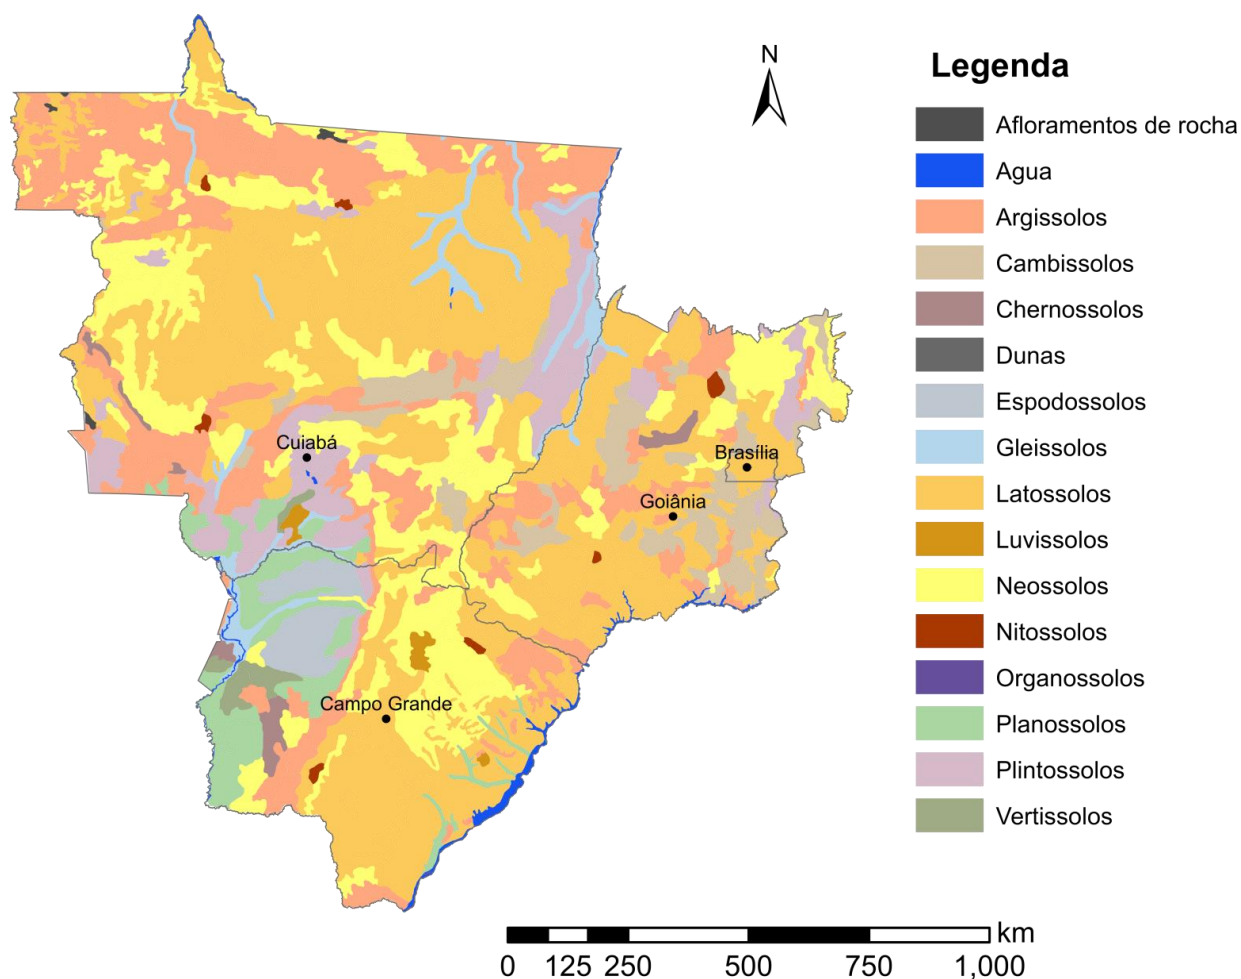 N
Legenda
Afloramentos de rocha
Agua
Argissolos
Cambissolos
Chernossolos
Dunas
Espodossolos
Gleissolos
Latossolos
Luvissolos
Neossolos
Nitossolos
Organossolos
Planossolos
Plintossolos
Vertissolos
Cuiabá
Brasília
Goiânia
Campo Grande
km
0 125 250 500 750 1,000